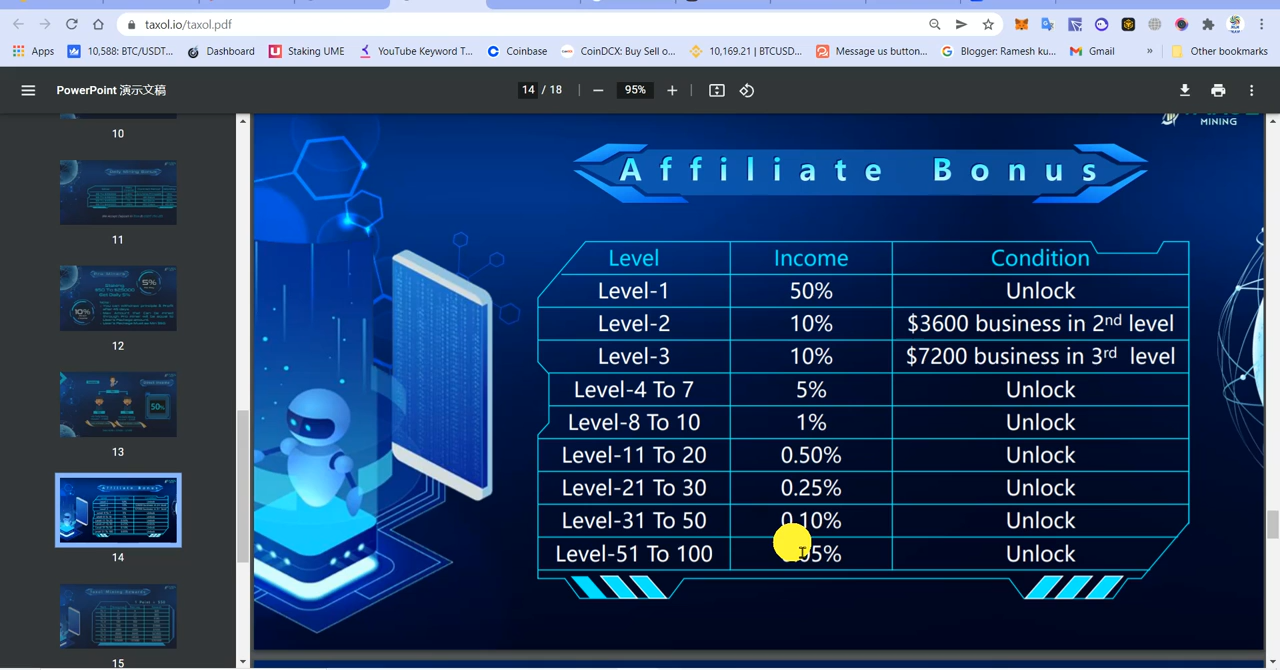 taxol.io/taxol.pdf
Apps 10,588: BTC/USDT... Dashboard Staking UME YouTube Keyword T... Coinbase CoinDCX: Buy Sell o... 10,169.21 | BTCUSD... Message us button... Blogger: Ramesh ku... Gmail » Other bookmarks
PowerPoint 演示文稿 14 / 18 95%
10
11
12
13
14
15
MINING
Affiliate Bonus
Level Income Condition
Level-1 50% Unlock
Level-2 10% $3600 business in 2nd level
Level-3 10% $7200 business in 3rd level
Level-4 To 7 5% Unlock
Level-8 To 10 1% Unlock
Level-11 To 20 0.50% Unlock
Level-21 To 30 0.25% Unlock
Level-31 To 50 0.10% Unlock
Level-51 To 100 Unlock